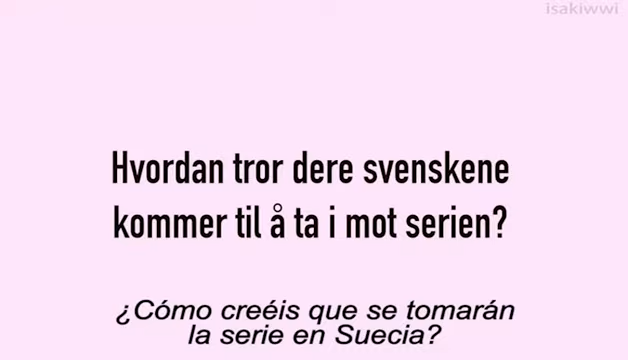 isakiwwi
Hvordan tror dere svenskene
kommer til å ta i mot serien?
¿Cómo creéis que se tomarán
la serie en Suecia?